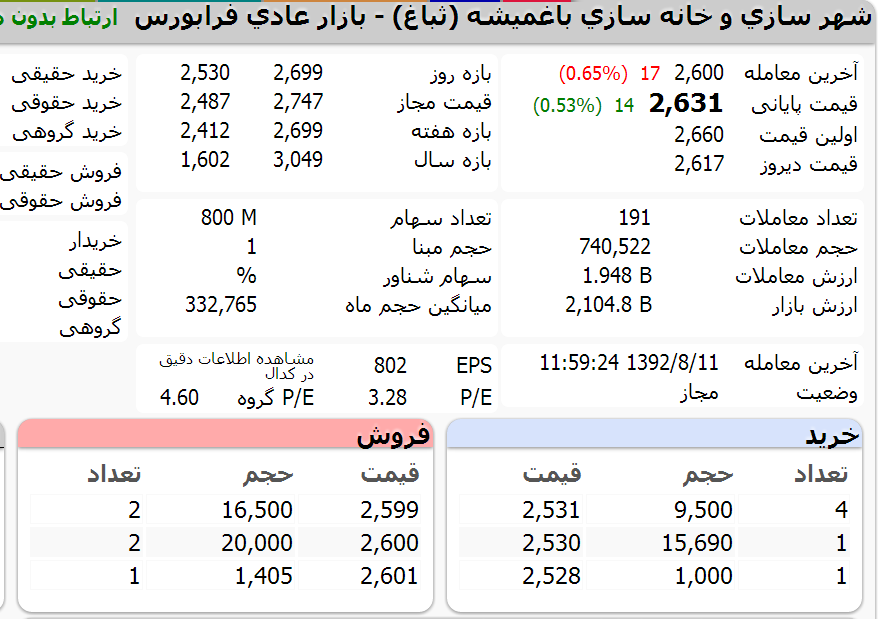 شهر سازي و خانه سازي باغميشه (ثباغ) - بازار عادي فرابورس ارتباط بدون
آخرین معامله 2,600 17 (0.65%)
قیمت پایانی 2,631 14 (0.53%)
اولین قیمت 2,660
قیمت دیروز 2,617
بازه روز 2,699 2,530
قیمت مجاز 2,747 2,487
بازه هفته 2,699 2,412
بازه سال 3,049 1,602
خرید حقیقی
خرید حقوقی
خرید گروهی
فروش حقیقی
فروش حقوقی
تعداد معاملات 191
حجم معاملات 740,522
ارزش معاملات 1.948 B
ارزش بازار 2,104.8 B
تعداد سهام 800 M
حجم مبنا 1
سهام شناور %
میانگین حجم ماه 332,765
خریدار
حقیقی
حقوقی
گروهی
آخرین معامله 1392/8/11 11:59:24
وضعیت مجاز
EPS 802 مشاهده اطلاعات دقیق
در کدال
P/E 3.28 P/E گروه 4.60
خرید
تعداد حجم قیمت
4 9,500 2,531
1 15,690 2,530
1 1,000 2,528
فروش
قیمت حجم تعداد
2,599 16,500 2
2,600 20,000 2
2,601 1,405 1